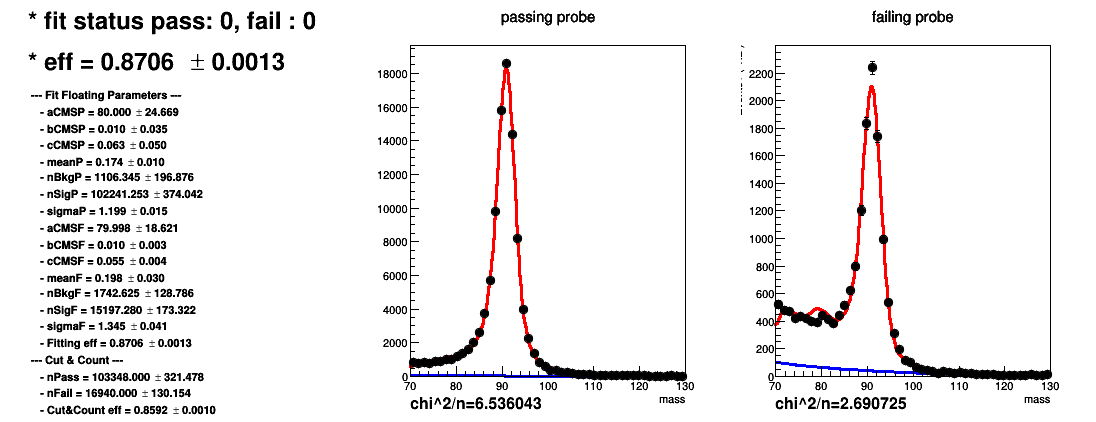 * fit status pass: 0, fail : 0
* eff = 0.8706 ± 0.0013
--- Fit Floating Parameters ---
- aCMSP = 80.000 ± 24.669
- bCMSP = 0.010 ± 0.035
- cCMSP = 0.063 ± 0.050
- meanP = 0.174 ± 0.010
- nBkgP = 1106.345 ± 196.876
- nSigP = 102241.253 ± 374.042
- sigmaP = 1.199 ± 0.015
- aCMSF = 79.998 ± 18.621
- bCMSF = 0.010 ± 0.003
- cCMSF = 0.055 ± 0.004
- meanF = 0.198 ± 0.030
- nBkgF = 1742.625 ± 128.786
- nSigF = 15197.280 ± 173.322
- sigmaF = 1.345 ± 0.041
- Fitting eff = 0.8706 ± 0.0013
--- Cut & Count ---
- nPass = 103348.000 ± 321.478
- nFail = 16940.000 ± 130.154
- Cut&Count eff = 0.8592 ± 0.0010
passing probe
18000
16000
14000
12000
10000
8000
6000
4000
2000
0
70 80 90 100 110 120 130
mass
chi^2/n=6.536043
failing probe
2200
2000
1800
1600
1400
1200
1000
800
600
400
200
0
70 80 90 100 110 120 130
mass
chi^2/n=2.690725